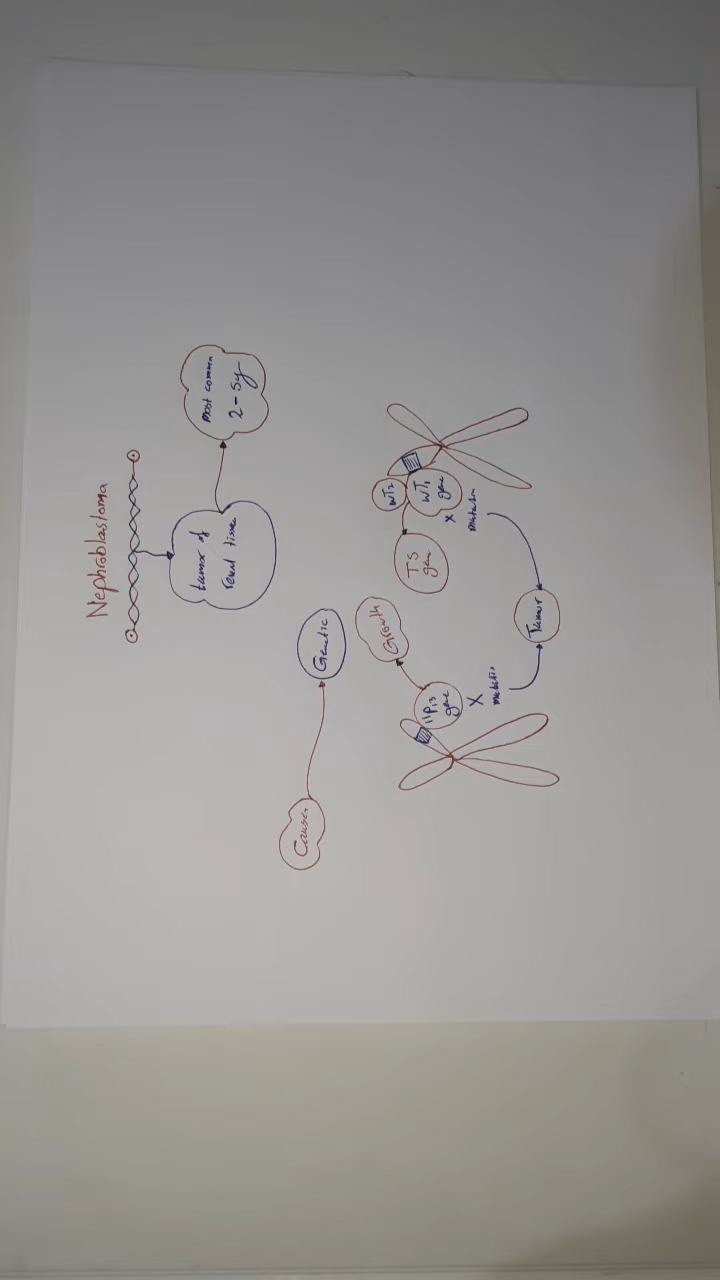 Nephroblastoma
tumor of
renal tissue
most common
2-5y
Causes
Genetic
Growth
11P13
gene
X
mutation
TS
gene
WT2
WT1
gene
X
mutation
Tumor